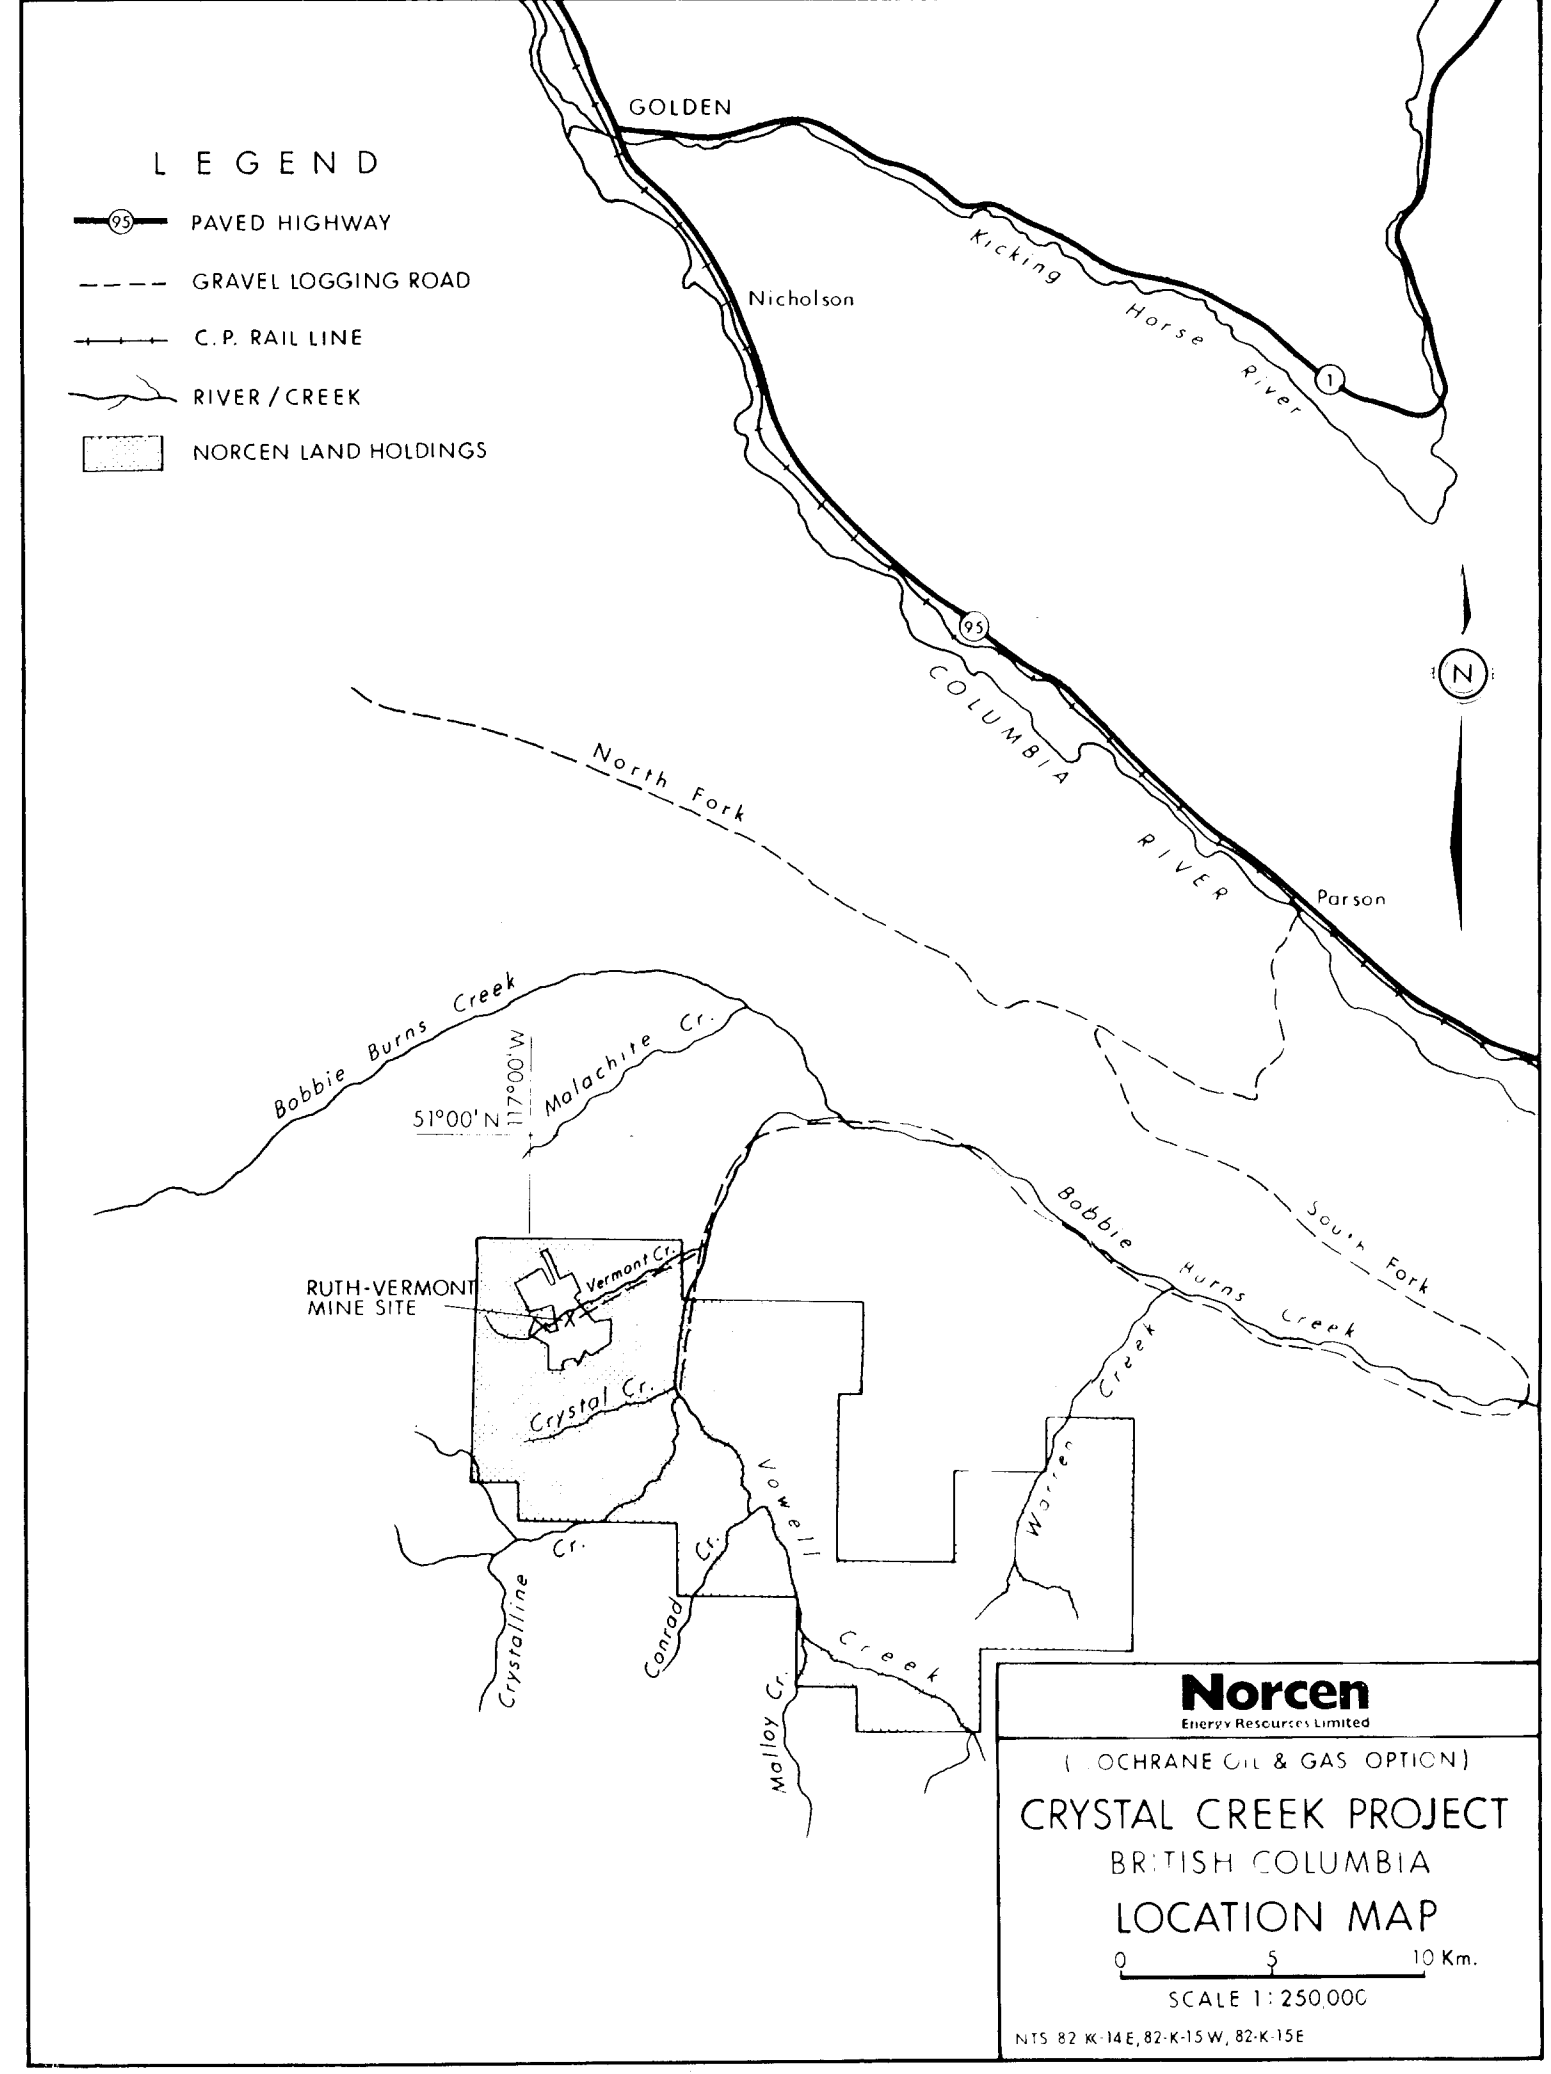 GOLDEN
LEGEND
95 PAVED HIGHWAY
GRAVEL LOGGING ROAD
C.P. RAIL LINE
RIVER/CREEK
NORCEN LAND HOLDINGS
Kicking Horse River
Nicholson
1
95
N
COLUMBIA RIVER
North Fork
Parson
Bobbie Burns Creek
Malachite Cr.
117°00'W
51°00'N
Bobbie Burns Creek
South Fork
Vermont Cr.
RUTH-VERMONT
MINE SITE
Crystal Cr.
Warren Creek
Vowell Creek
Crystalline Cr.
Conrad Cr.
Malloy Cr.
Norcen
Energy Resources Limited
( OCHRANE OIL & GAS OPTION)
CRYSTAL CREEK PROJECT
BRITISH COLUMBIA
LOCATION MAP
0 5 10 Km.
SCALE 1:250,000
NTS 82-K-14E, 82-K-15W, 82-K-15E